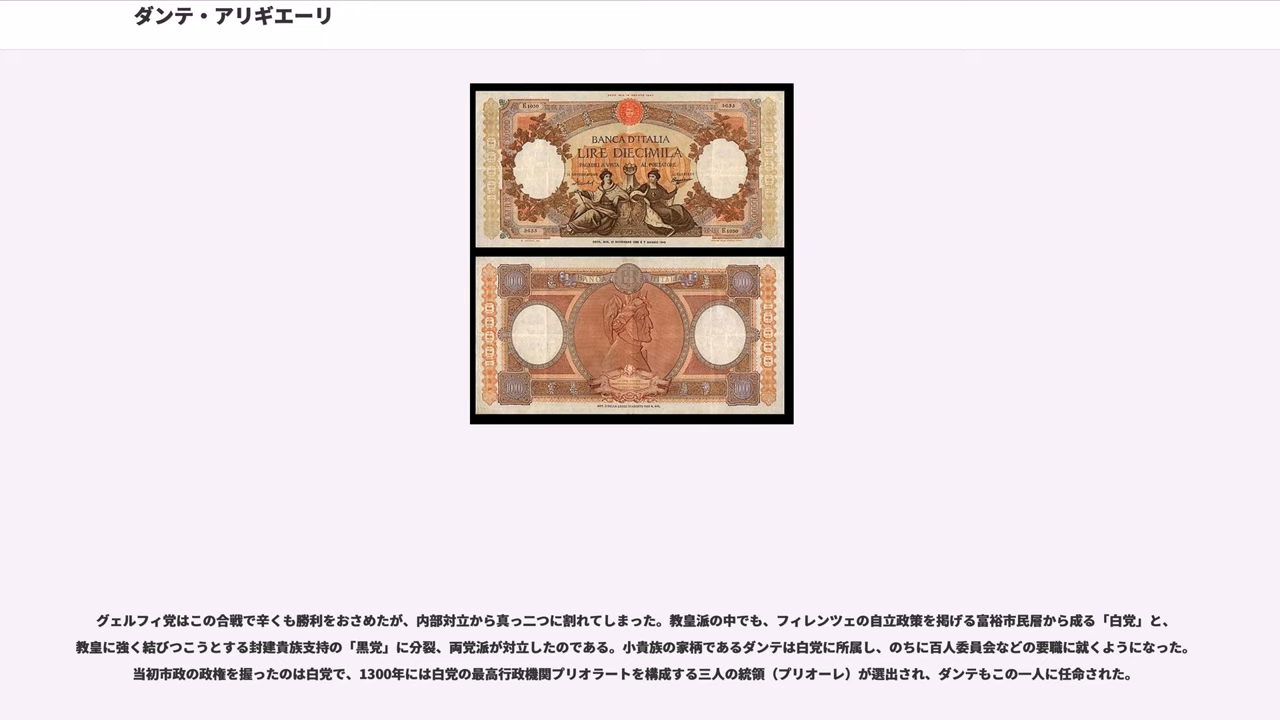 ダンテ・アリギエーリ
BANCA D'ITALIA
LIRE DIECIMILA
PAGABILI A VISTA AL PORTATORE
グェルフィ党はこの合戦で辛くも勝利をおさめたが、内部対立から真っ二つに割れてしまった。教皇派の中でも、フィレンツェの自立政策を掲げる富裕市民層から成る「白党」と、
教皇に強く結びつこうとする封建貴族支持の「黒党」に分裂、両党派が対立したのである。小貴族の家柄であるダンテは白党に所属し、のちに百人委員会などの要職に就くようになった。
当初市政の政権を握ったのは白党で、1300年には白党の最高行政機関プリオラートを構成する三人の統領（プリオーレ）が選出され、ダンテもこの一人に任命された。